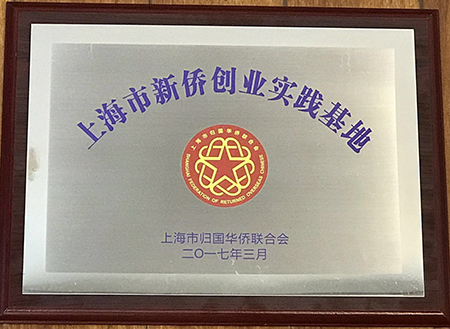 上海市新侨创业实践基地
上海市归国华侨联合会
SHANGHAI FEDERATION OF RETURNED OVERSEAS CHINESE
上海市归国华侨联合会
二〇一七年三月